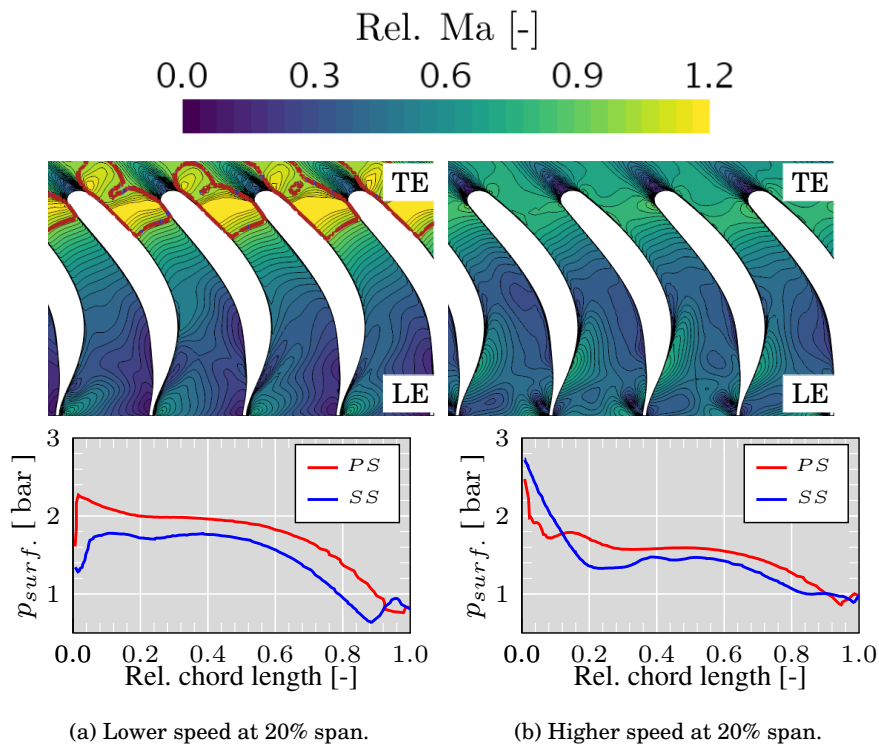 Rel. Ma [-]
0.0 0.3 0.6 0.9 1.2
TE TE
LE LE
3 3
PS PS
SS SS
2 2
1 1
p_surf. [ bar ] p_surf. [ bar ]
0.0 0.2 0.4 0.6 0.8 1.0 0.0 0.2 0.4 0.6 0.8 1.0
Rel. chord length [-] Rel. chord length [-]
(a) Lower speed at 20% span. (b) Higher speed at 20% span.